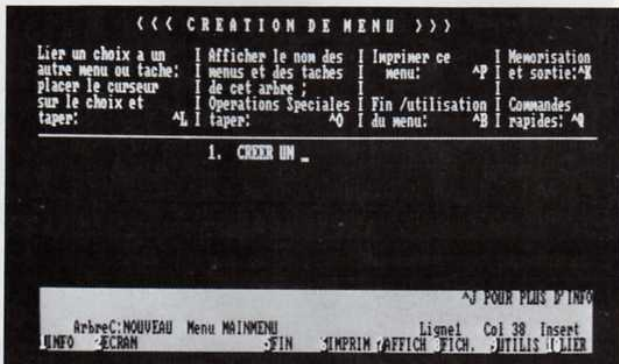 <<< CREATION DE MENU >>>
Lier un choix a un | Afficher le nom des | Imprimer ce | Memorisation
autre menu ou tache: | menus et des taches | menu: ^P | et sortie:^K
placer le curseur | de cet arbre ; | |
sur le choix et | Operations Speciales | Fin /utilisation | Commandes
taper: ^L | taper: ^O | du menu: ^B | rapides: ^Q
1. CREER UN _
^J POUR PLUS D'INFO
ArbreC:NOUVEAU Menu MAINMENU Ligne1 Col 38 Insert
1INFO 2ECRAN FIN IMPRIM AFFICH FICH. UTILIS 10LIER